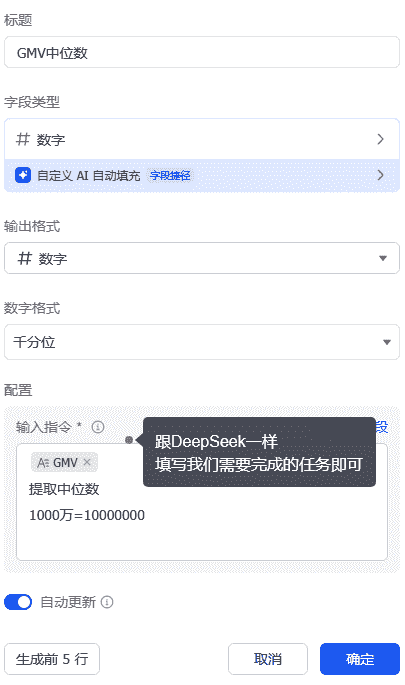 标题
GMV中位数
字段类型
数字
自定义 AI 自动填充 字段捷径
输出格式
数字
数字格式
千分位
配置
输入指令 * 段
跟DeepSeek一样
填写我们需要完成的任务即可
GMV ×
提取中位数
1000万=10000000
自动更新
生成前 5 行 取消 确定